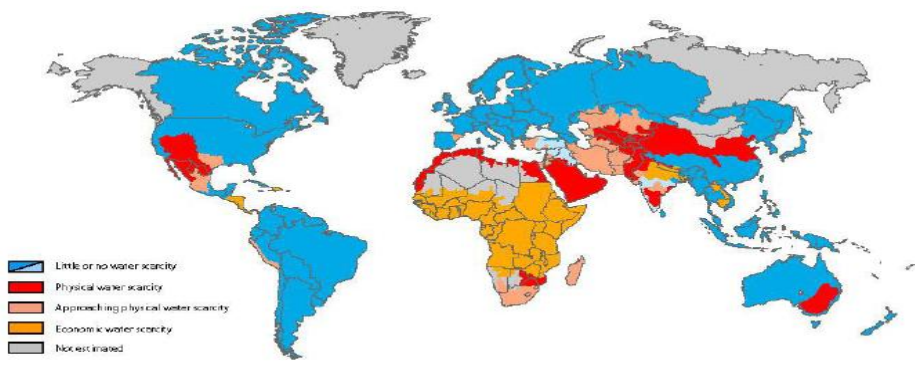 Little or no water scarcity
Physical water scarcity
Approaching physical water scarcity
Economic water scarcity
Not estimated